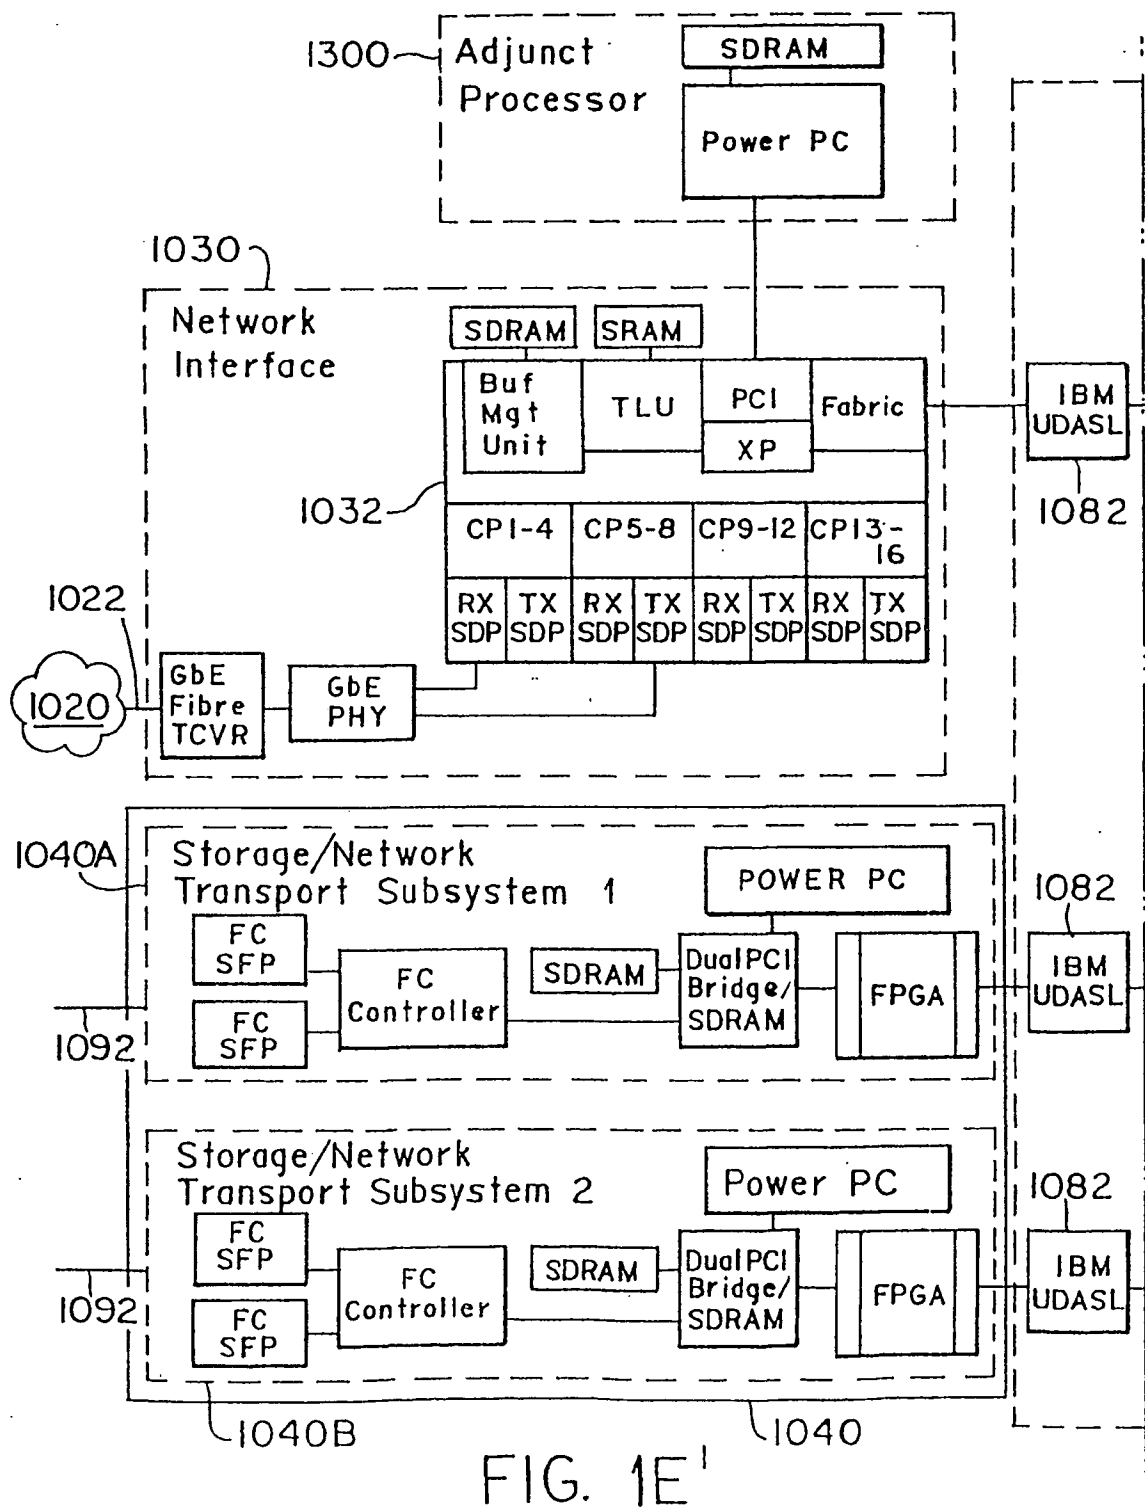 1300
Adjunct
Processor
SDRAM
Power PC
1030
Network
Interface
SDRAM
SRAM
Buf
Mgt
Unit
TLU
PCI
XP
Fabric
IBM
UDASL
1082
1032
CP1-4
CP5-8
CP9-12
CP13-
16
RX
SDP
TX
SDP
RX
SDP
TX
SDP
RX
SDP
TX
SDP
RX
SDP
TX
SDP
1022
1020
GbE
Fibre
TCVR
GbE
PHY
1040A
Storage/Network
Transport Subsystem 1
POWER PC
FC
SFP
FC
SFP
FC
Controller
SDRAM
Dual PCI
Bridge/
SDRAM
FPGA
1082
IBM
UDASL
1092
Storage/Network
Transport Subsystem 2
Power PC
FC
SFP
FC
SFP
FC
Controller
SDRAM
Dual PCI
Bridge/
SDRAM
FPGA
1082
IBM
UDASL
1092
1040B
1040
FIG. 1E'